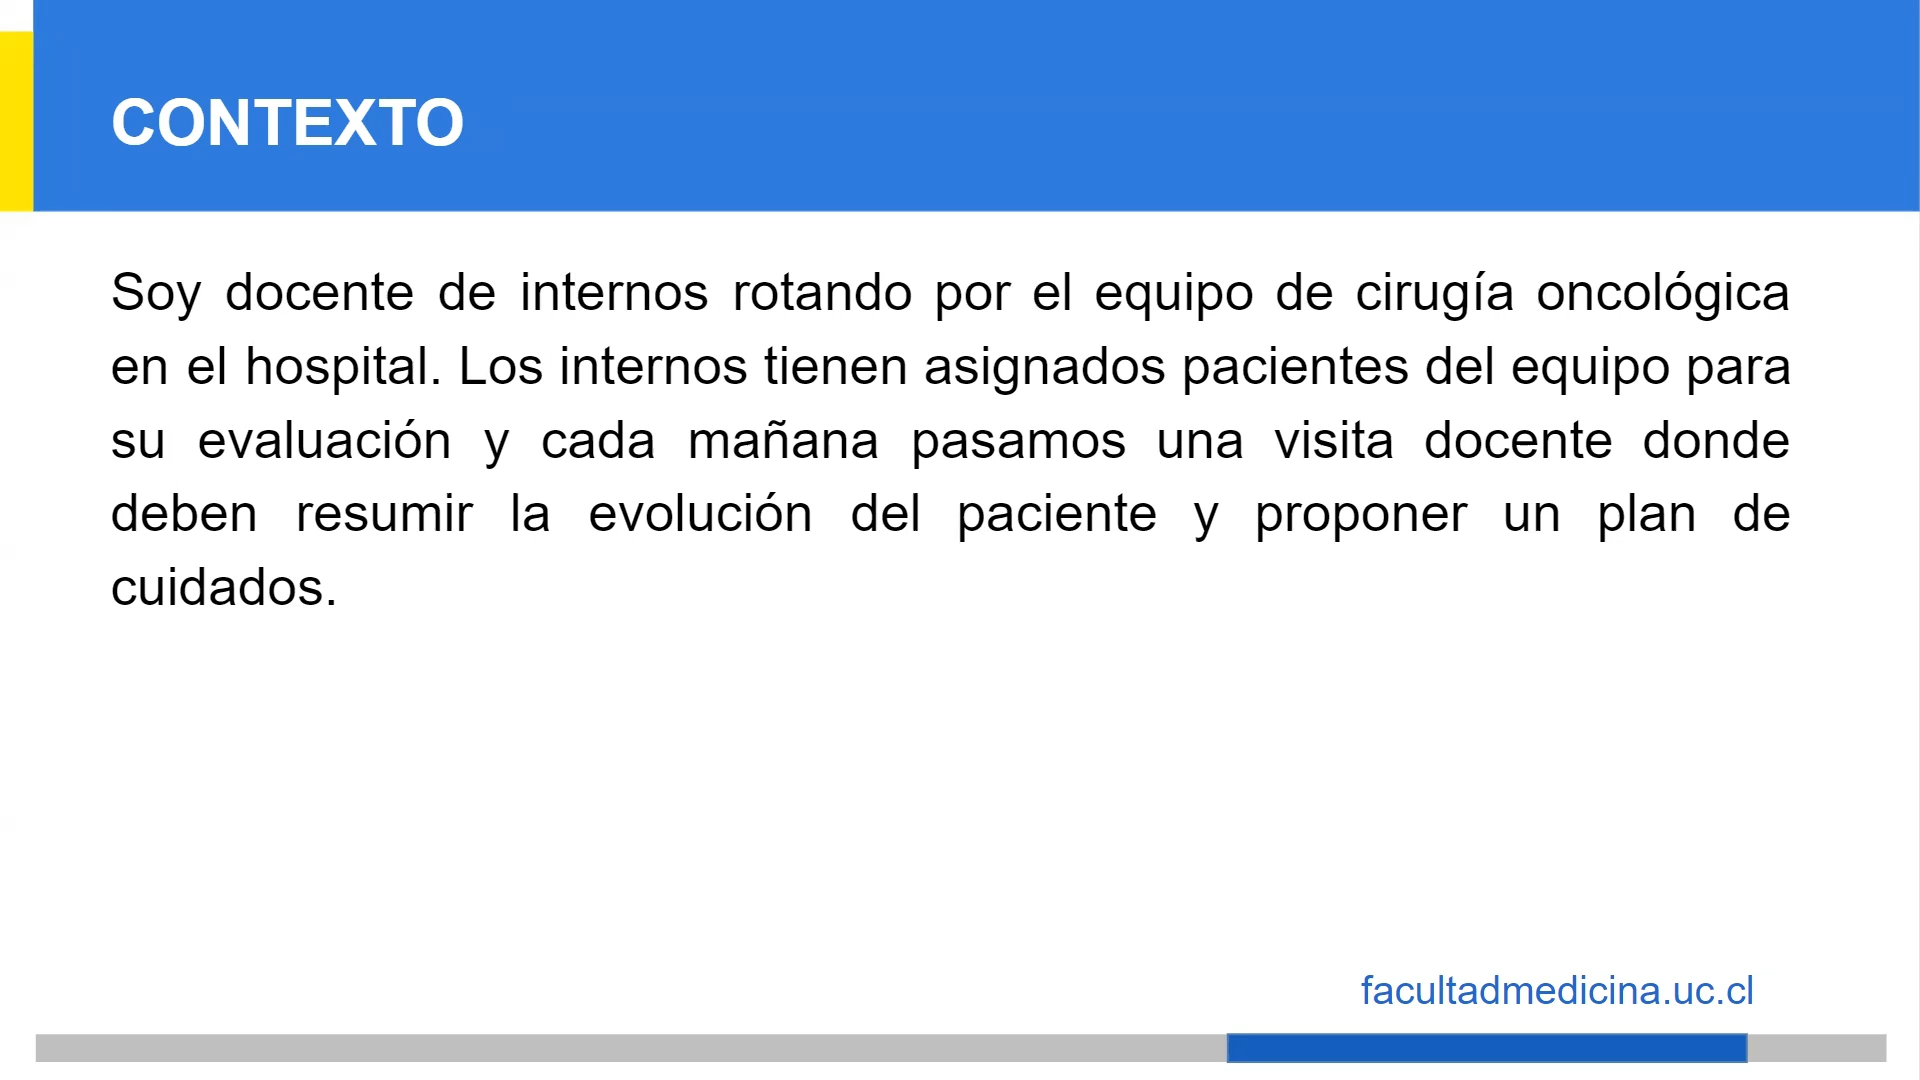 CONTEXTO
Soy docente de internos rotando por el equipo de cirugía oncológica
en el hospital. Los internos tienen asignados pacientes del equipo para
su evaluación y cada mañana pasamos una visita docente donde
deben resumir la evolución del paciente y proponer un plan de
cuidados.
facultadmedicina.uc.cl